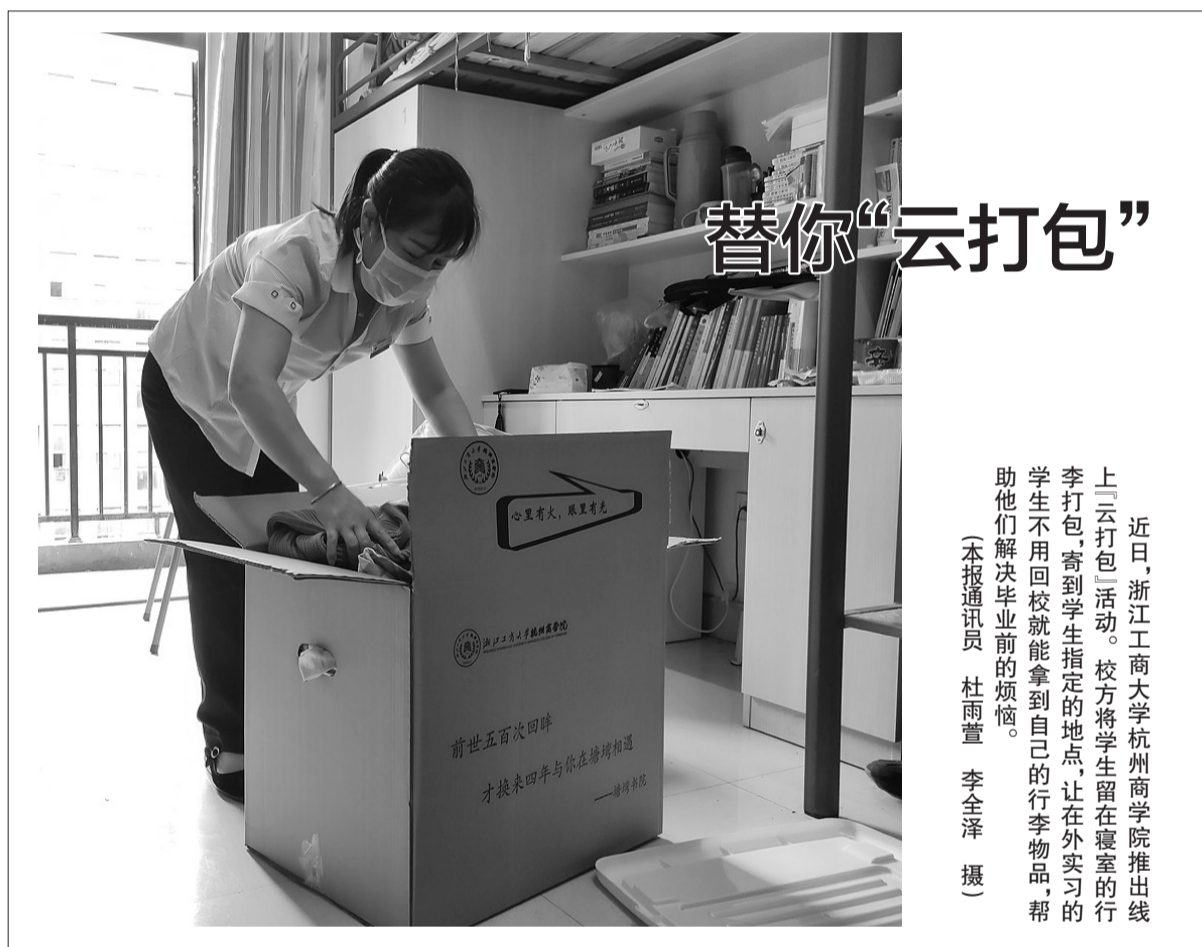 替你“云打包”
近日，浙江工商大学杭州商学院推出线
上『云打包』活动。校方将学生留在寝室的行
李打包，寄到学生指定的地点，让在外实习的
学生不用回校就能拿到自己的行李物品，帮
助他们解决毕业前的烦恼。
（本报通讯员　杜雨萱　李全泽　摄）
心里有火，眼里有光
浙江工商大学杭州商学院
前世五百次回眸
才换来四年与你在塘塆相遇
——塘塆书院